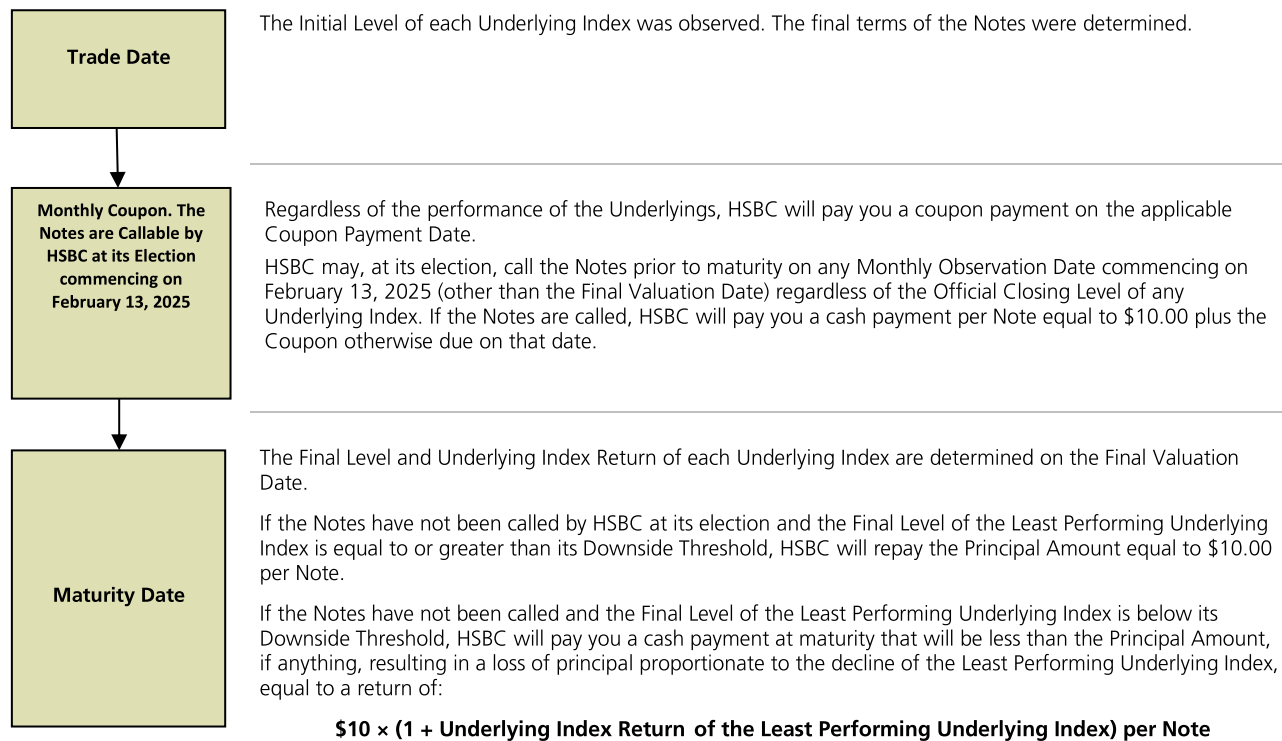 Trade Date
The Initial Level of each Underlying Index was observed. The final terms of the Notes were determined.
Monthly Coupon. The
Notes are Callable by
HSBC at its Election
commencing on
February 13, 2025
Regardless of the performance of the Underlyings, HSBC will pay you a coupon payment on the applicable
Coupon Payment Date.
HSBC may, at its election, call the Notes prior to maturity on any Monthly Observation Date commencing on
February 13, 2025 (other than the Final Valuation Date) regardless of the Official Closing Level of any
Underlying Index. If the Notes are called, HSBC will pay you a cash payment per Note equal to $10.00 plus the
Coupon otherwise due on that date.
Maturity Date
The Final Level and Underlying Index Return of each Underlying Index are determined on the Final Valuation
Date.
If the Notes have not been called by HSBC at its election and the Final Level of the Least Performing Underlying
Index is equal to or greater than its Downside Threshold, HSBC will repay the Principal Amount equal to $10.00
per Note.
If the Notes have not been called and the Final Level of the Least Performing Underlying Index is below its
Downside Threshold, HSBC will pay you a cash payment at maturity that will be less than the Principal Amount,
if anything, resulting in a loss of principal proportionate to the decline of the Least Performing Underlying Index,
equal to a return of:
$10 × (1 + Underlying Index Return of the Least Performing Underlying Index) per Note